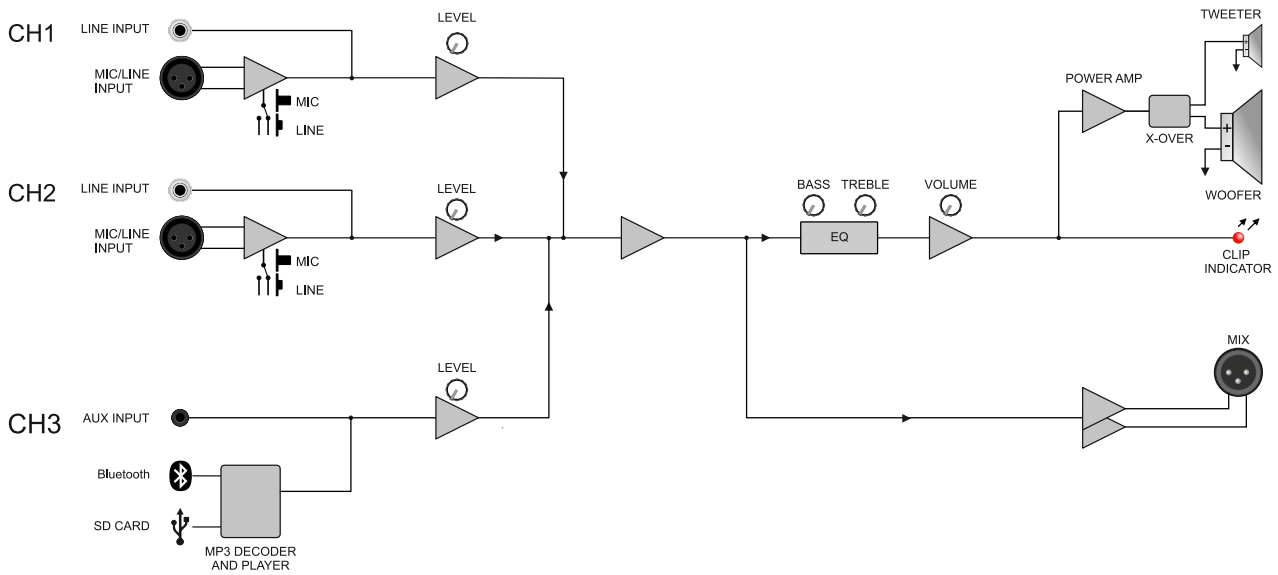 CH1
LINE INPUT
MIC/LINE
INPUT
MIC
LINE
LEVEL
CH2
LINE INPUT
MIC/LINE
INPUT
MIC
LINE
LEVEL
CH3
AUX INPUT
LEVEL
Bluetooth
SD CARD
MP3 DECODER
AND PLAYER
BASS
TREBLE
EQ
VOLUME
POWER AMP
X-OVER
TWEETER
+
-
WOOFER
CLIP
INDICATOR
MIX